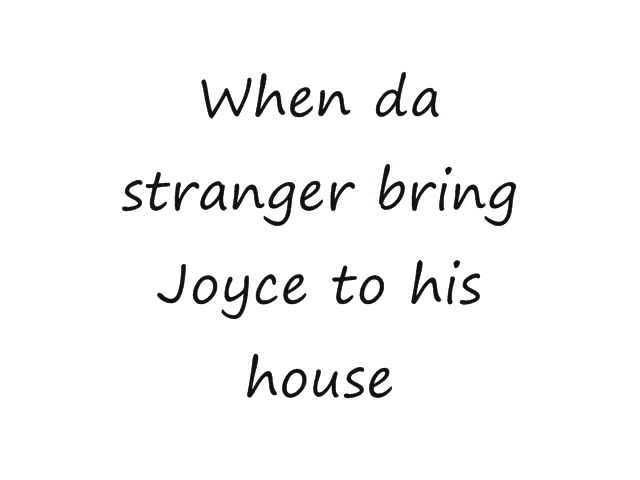 When da
stranger bring
Joyce to his
house